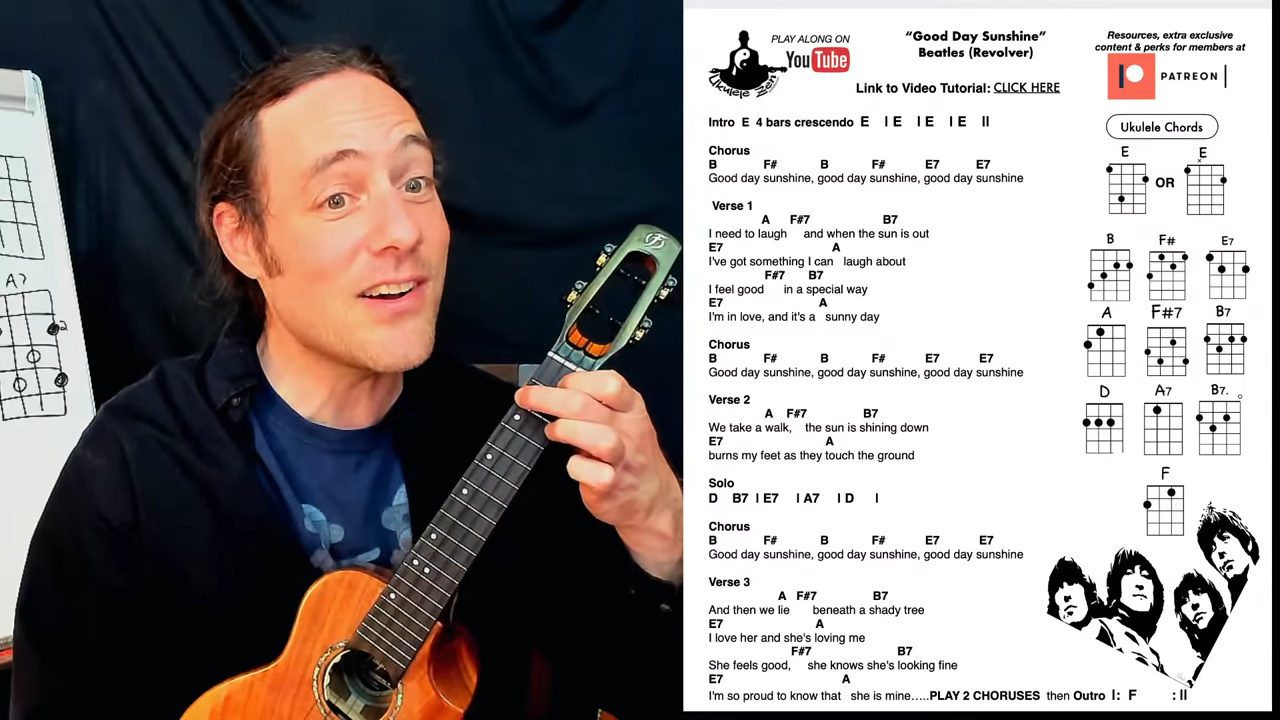 A7
PLAY ALONG ON
YouTube
Ukulele Zen
"Good Day Sunshine"
Beatles (Revolver)
Resources, extra exclusive
content & perks for members at
PATREON
Link to Video Tutorial: CLICK HERE
Intro E 4 bars crescendo E I E I E I E II
Chorus
B F# B F# E7 E7
Good day sunshine, good day sunshine, good day sunshine
Verse 1
A F#7 B7
I need to laugh and when the sun is out
E7 A
I've got something I can laugh about
F#7 B7
I feel good in a special way
E7 A
I'm in love, and it's a sunny day
Chorus
B F# B F# E7 E7
Good day sunshine, good day sunshine, good day sunshine
Verse 2
A F#7 B7
We take a walk, the sun is shining down
E7 A
burns my feet as they touch the ground
Solo
D B7 I E7 I A7 I D I
Chorus
B F# B F# E7 E7
Good day sunshine, good day sunshine, good day sunshine
Verse 3
A F#7 B7
And then we lie beneath a shady tree
E7 A
I love her and she's loving me
F#7 B7
She feels good, she knows she's looking fine
E7 A
I'm so proud to know that she is mine.....PLAY 2 CHORUSES then Outro I: F : II
Ukulele Chords
E OR E
x
B F# E7
A F#7 B7
D A7 B7.
F